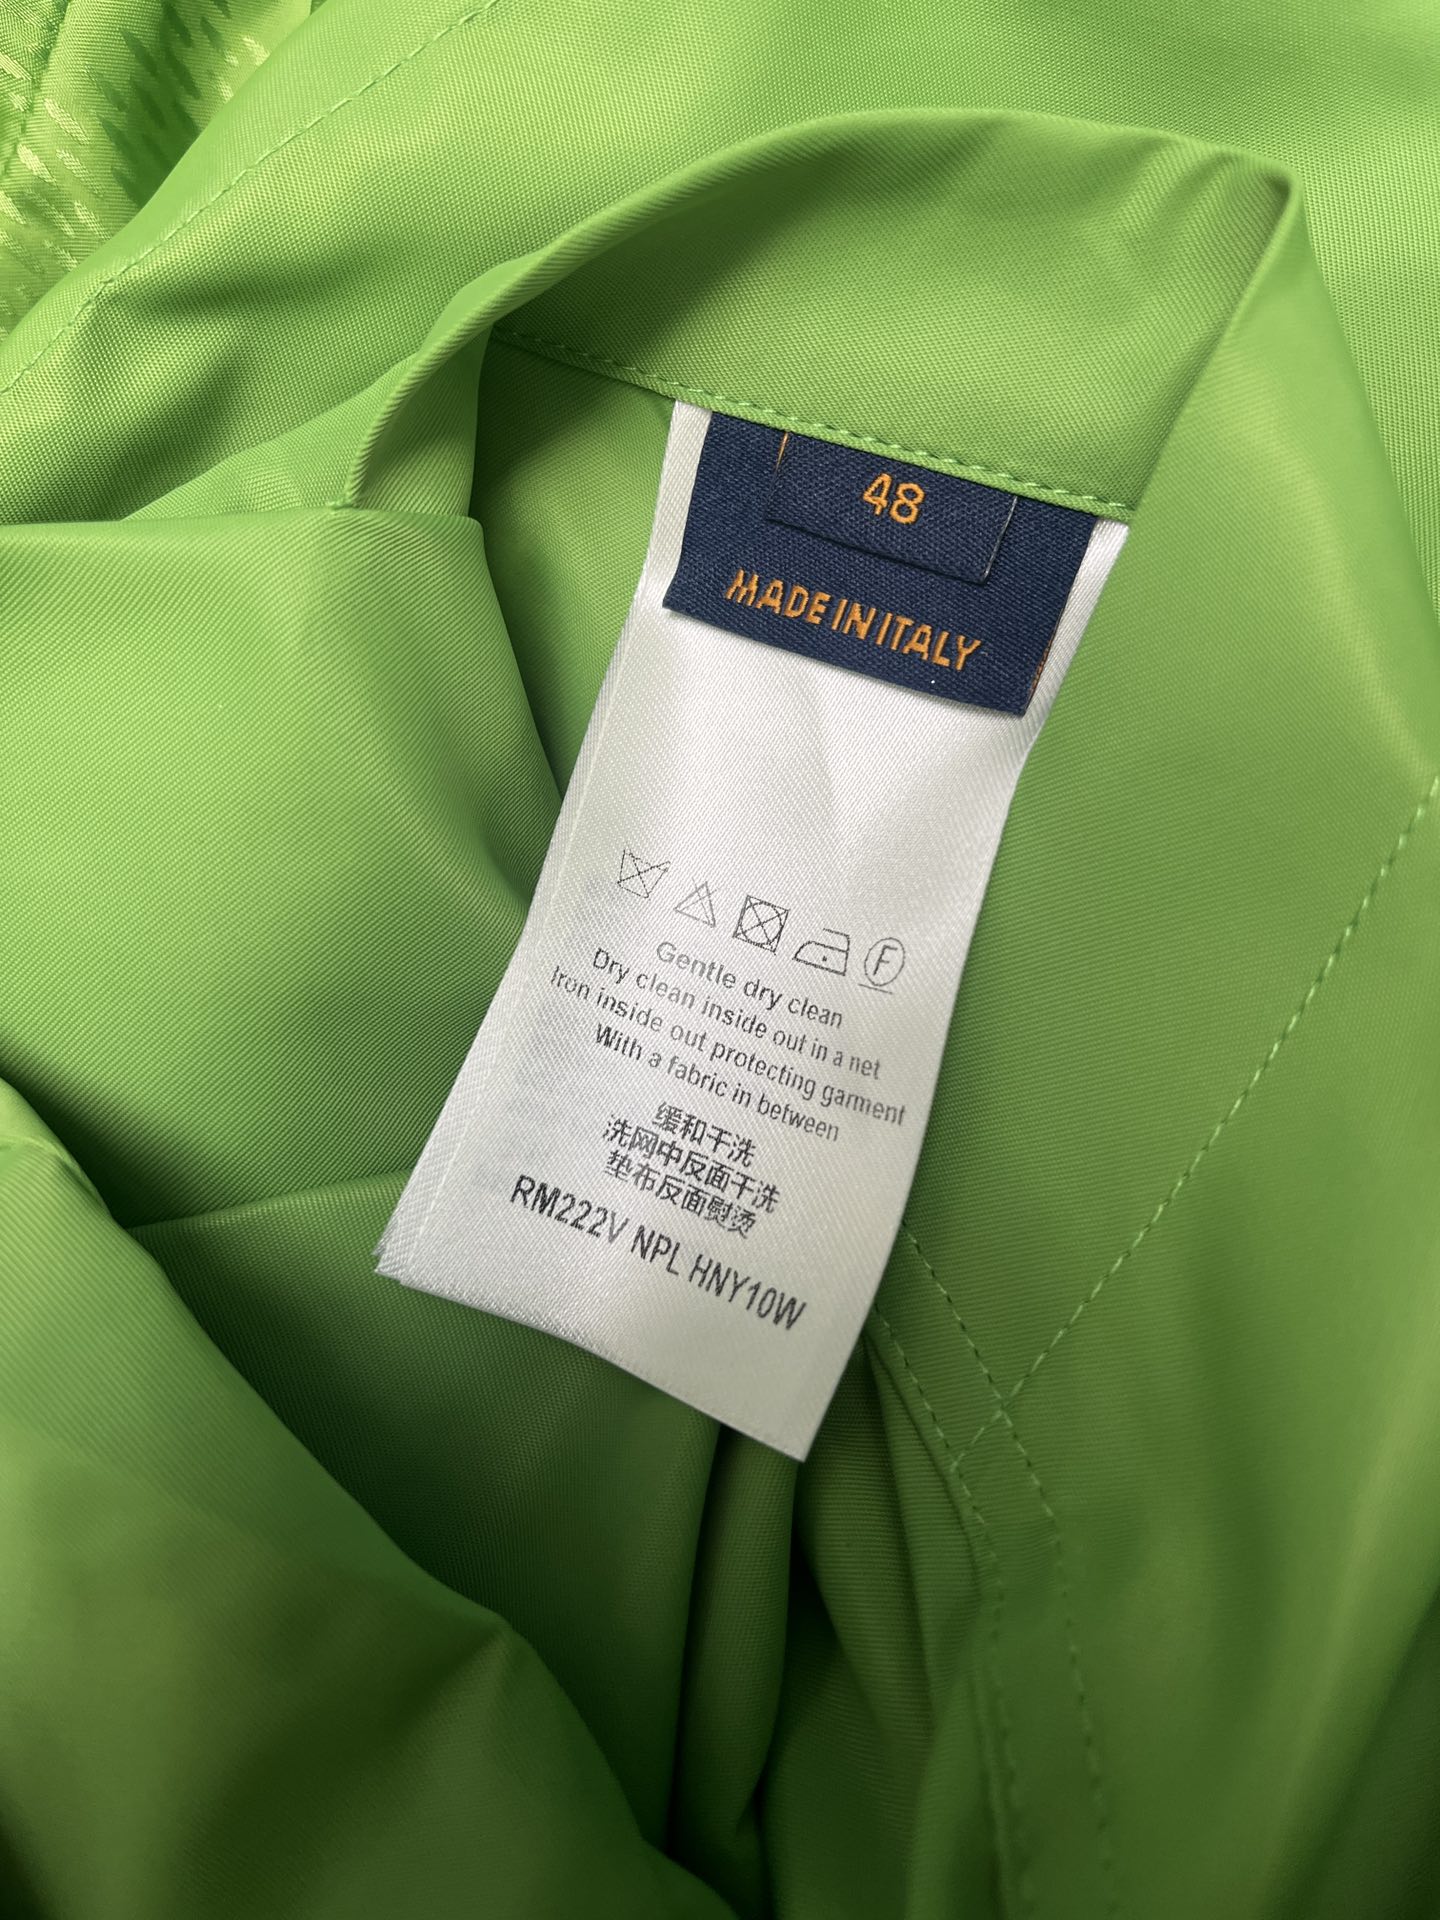 48
MADE IN ITALY
F
Gentle dry clean
Dry clean inside out in a net
Iron inside out protecting garment
With a fabric in between
缓和干洗
洗网中反面干洗
垫布反面熨烫
RM222V NPL HNY10W